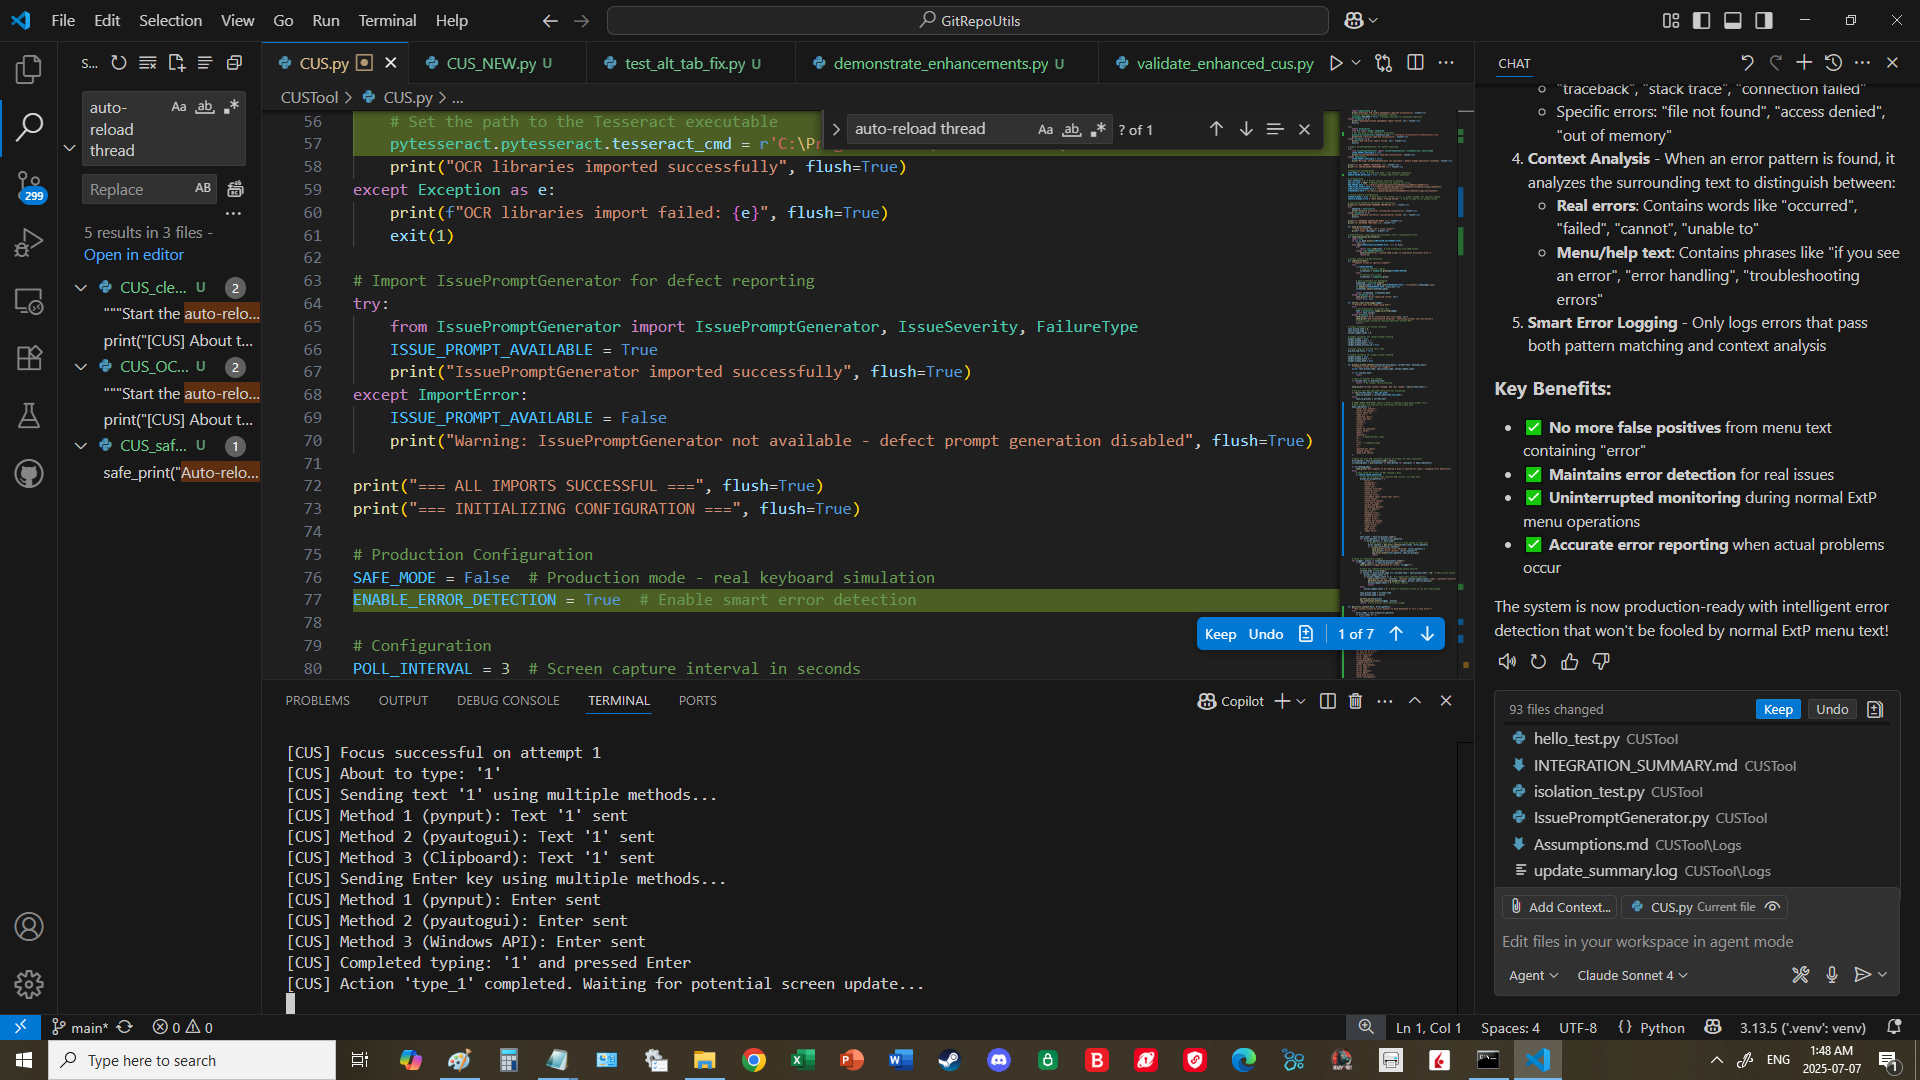 File Edit Selection View Go Run Terminal Help
GitRepoUtils
S...
auto-
reload
thread
Aa ab .*
Replace
AB
299
5 results in 3 files -
Open in editor
CUS_cle... U 2
"""Start the auto-relo...
print("[CUS] About t...
CUS_OC... U 2
"""Start the auto-relo...
print("[CUS] About t...
CUS_saf... U 1
safe_print("Auto-relo...
CUS.py
CUS_NEW.py U
test_alt_tab_fix.py U
demonstrate_enhancements.py U
validate_enhanced_cus.py
CUSTool > CUS.py > ...
auto-reload thread Aa ab .* ? of 1
56 # Set the path to the Tesseract executable
57 pytesseract.pytesseract.tesseract_cmd = r'C:\Pr
58 print("OCR libraries imported successfully", flush=True)
59 except Exception as e:
60 print(f"OCR libraries import failed: {e}", flush=True)
61 exit(1)
62
63 # Import IssuePromptGenerator for defect reporting
64 try:
65 from IssuePromptGenerator import IssuePromptGenerator, IssueSeverity, FailureType
66 ISSUE_PROMPT_AVAILABLE = True
67 print("IssuePromptGenerator imported successfully", flush=True)
68 except ImportError:
69 ISSUE_PROMPT_AVAILABLE = False
70 print("Warning: IssuePromptGenerator not available - defect prompt generation disabled", flush=True)
71
72 print("=== ALL IMPORTS SUCCESSFUL ===", flush=True)
73 print("=== INITIALIZING CONFIGURATION ===", flush=True)
74
75 # Production Configuration
76 SAFE_MODE = False # Production mode - real keyboard simulation
77 ENABLE_ERROR_DETECTION = True # Enable smart error detection
78
79 # Configuration
80 POLL_INTERVAL = 3 # Screen capture interval in seconds
Keep Undo 1 of 7
PROBLEMS OUTPUT DEBUG CONSOLE TERMINAL PORTS
Copilot
[CUS] Focus successful on attempt 1
[CUS] About to type: '1'
[CUS] Sending text '1' using multiple methods...
[CUS] Method 1 (pynput): Text '1' sent
[CUS] Method 2 (pyautogui): Text '1' sent
[CUS] Method 3 (Clipboard): Text '1' sent
[CUS] Sending Enter key using multiple methods...
[CUS] Method 1 (pynput): Enter sent
[CUS] Method 2 (pyautogui): Enter sent
[CUS] Method 3 (Windows API): Enter sent
[CUS] Completed typing: '1' and pressed Enter
[CUS] Action 'type_1' completed. Waiting for potential screen update...
CHAT
"traceback", "stack trace", "connection failed"
Specific errors: "file not found", "access denied",
"out of memory"
4. Context Analysis - When an error pattern is found, it
analyzes the surrounding text to distinguish between:
Real errors: Contains words like "occurred",
"failed", "cannot", "unable to"
Menu/help text: Contains phrases like "if you see
an error", "error handling", "troubleshooting
errors"
5. Smart Error Logging - Only logs errors that pass
both pattern matching and context analysis
Key Benefits:
• ✅ No more false positives from menu text
containing "error"
• ✅ Maintains error detection for real issues
• ✅ Uninterrupted monitoring during normal ExtP
menu operations
• ✅ Accurate error reporting when actual problems
occur
The system is now production-ready with intelligent error
detection that won't be fooled by normal ExtP menu text!
93 files changed Keep Undo
hello_test.py CUSTool
INTEGRATION_SUMMARY.md CUSTool
isolation_test.py CUSTool
IssuePromptGenerator.py CUSTool
Assumptions.md CUSTool\Logs
update_summary.log CUSTool\Logs
Add Context... CUS.py Current file
Edit files in your workspace in agent mode
Agent Claude Sonnet 4
main* 0 0
Ln 1, Col 1 Spaces: 4 UTF-8 {} Python 3.13.5 ('.venv': venv)
Type here to search
ENG
1:48 AM
2025-07-07
1